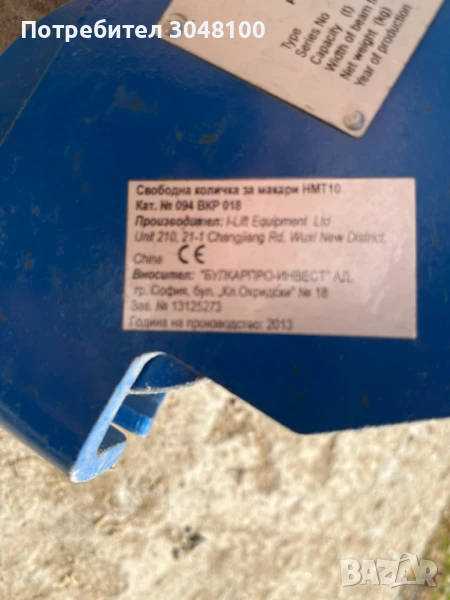 Потребител 3048100
Type
Series No
Capacity (t)
Width of beam
Net weight (kg)
Year of production
Свободна количка за макари HMT10
Кат. № 094 BKP 018
Производител: I-Lift Equipment Ltd
Unit 210, 21-1 Changjiang Rd, Wuxi New District,
China CE
Вносител: "БУЛКАРПРО-ИНВЕСТ" АД,
гр. София, бул. „Кл.Охридски" № 18
Зав. № 13125273
Година на производство: 2013
BAZAR